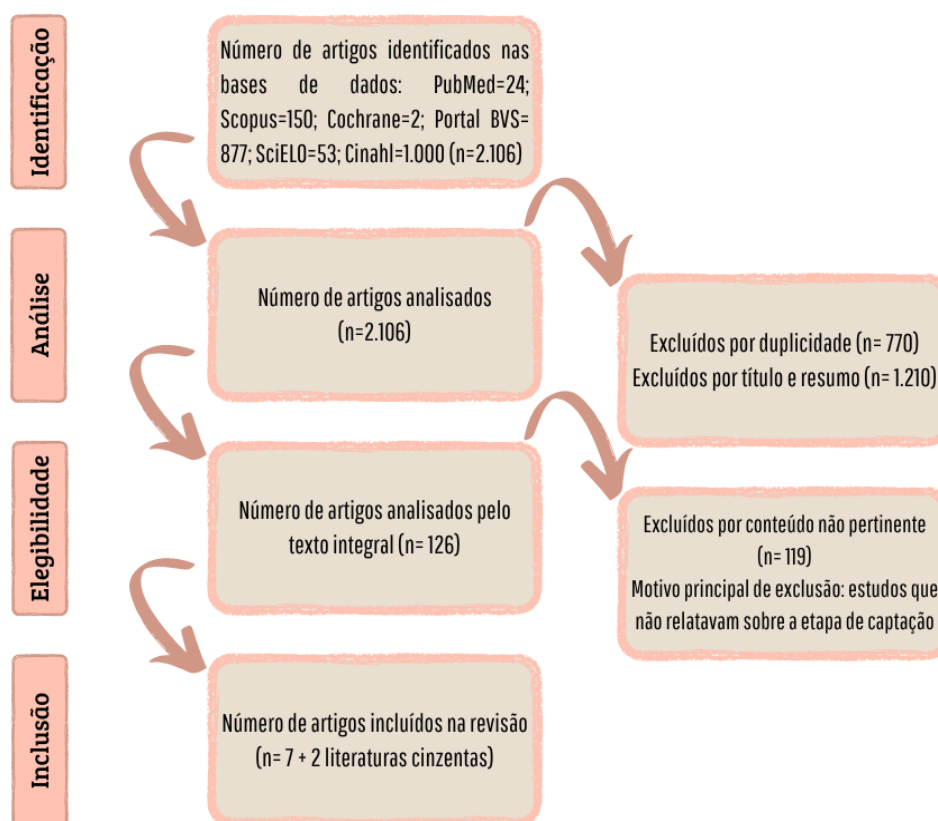 Identificação
Número de artigos identificados nas
bases de dados: PubMed=24;
Scopus=150; Cochrane=2; Portal BVS=
877; SciELO=53; Cinahl=1.000 (n=2.106)
Análise
Número de artigos analisados
(n=2.106)
Excluídos por duplicidade (n= 770)
Excluídos por título e resumo (n= 1.210)
Elegibilidade
Número de artigos analisados pelo
texto integral (n= 126)
Excluídos por conteúdo não pertinente
(n= 119)
Motivo principal de exclusão: estudos que
não relatavam sobre a etapa de captação
Inclusão
Número de artigos incluídos na revisão
(n= 7 + 2 literaturas cinzentas)